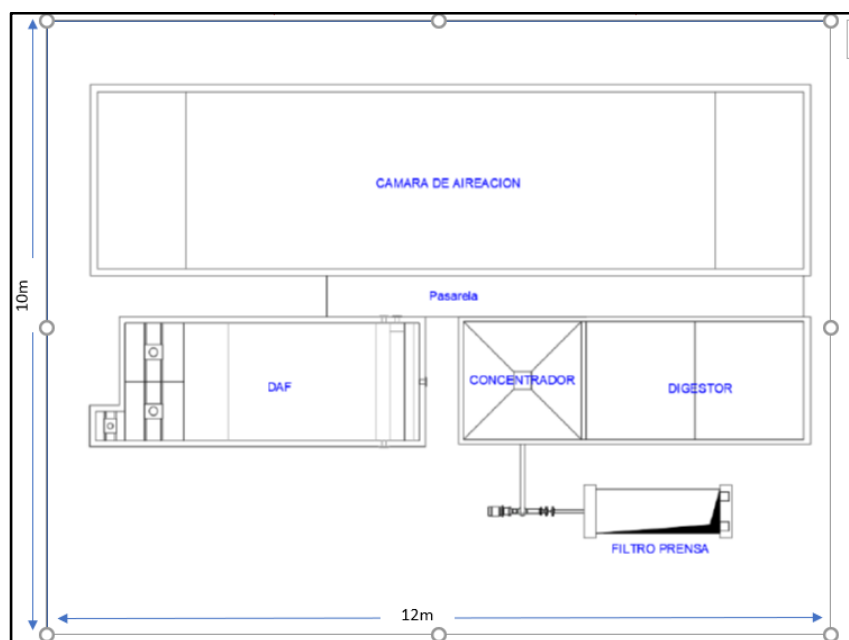 CAMARA DE AIREACION
10m
Pasarela
DAF
CONCENTRADOR
DIGESTOR
FILTRO PRENSA
12m